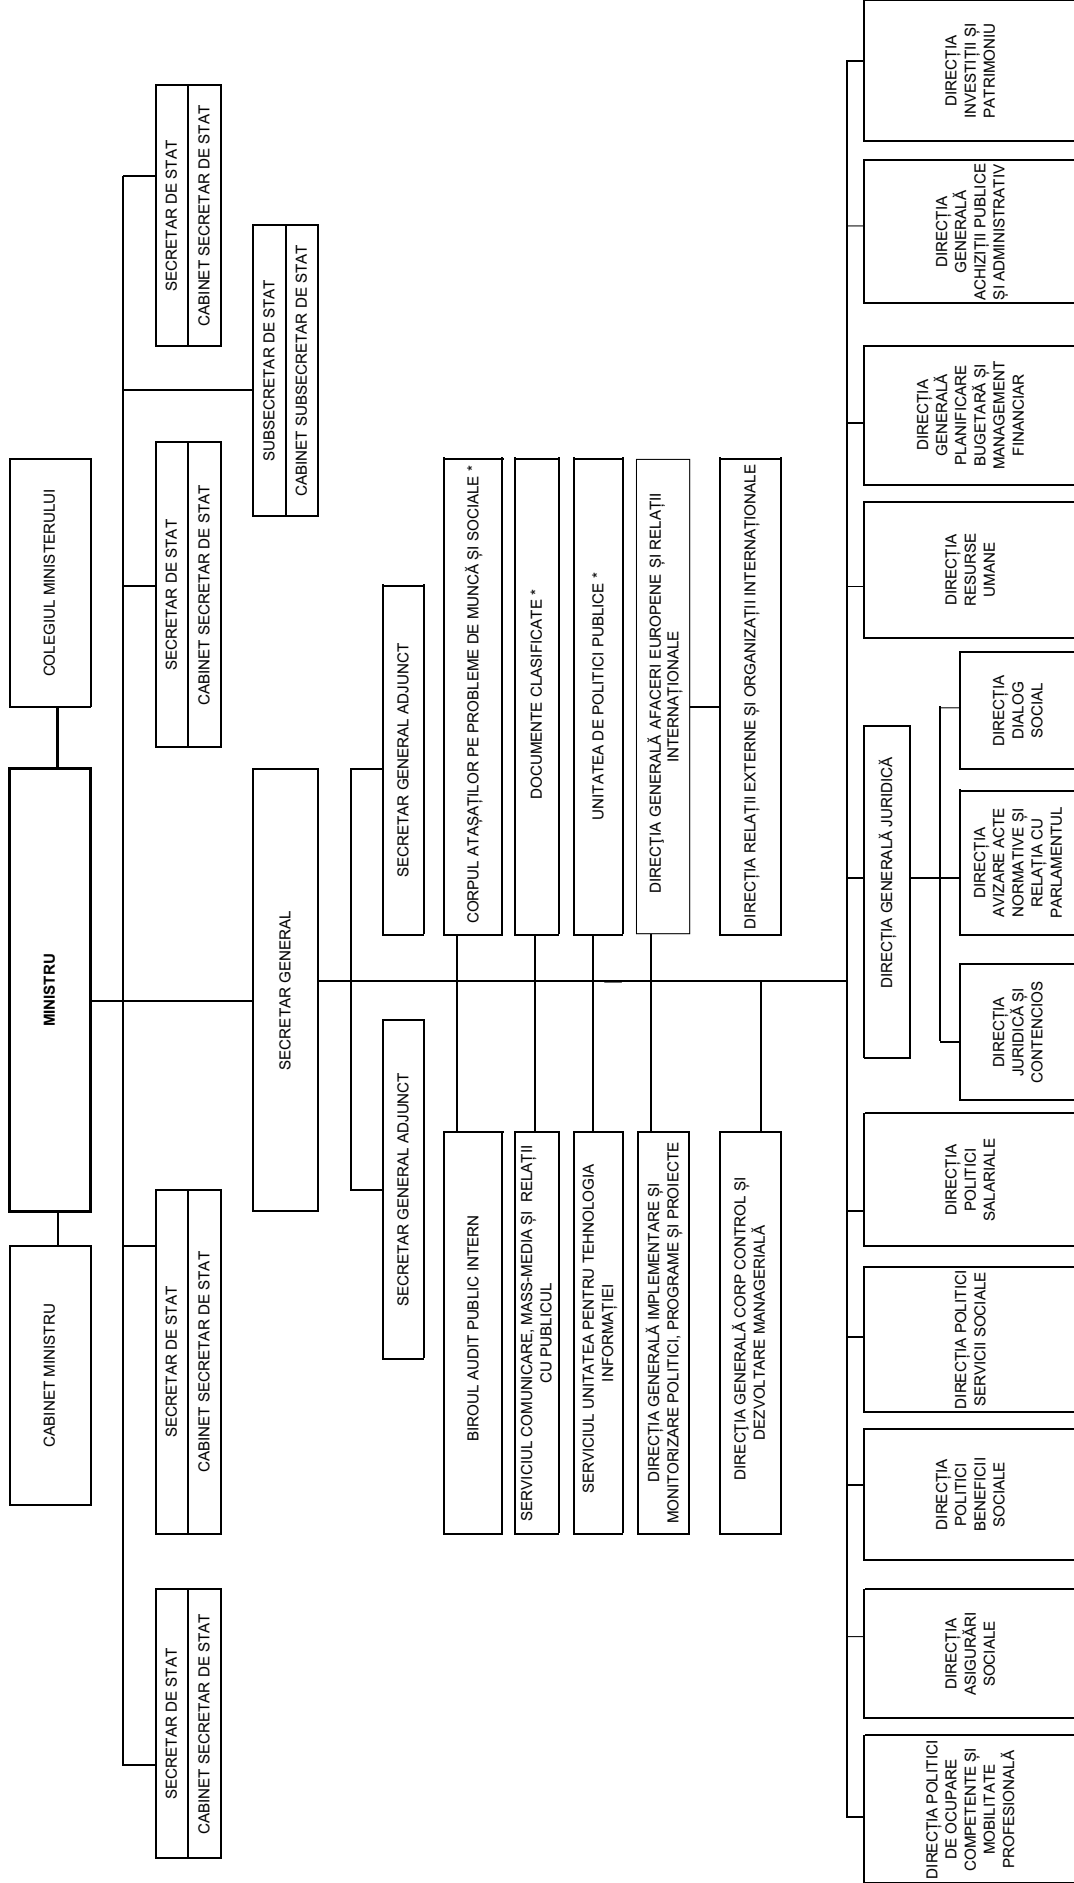 CABINET MINISTRU
MINISTRU
COLEGIUL MINISTERULUI
SECRETAR DE STAT
CABINET SECRETAR DE STAT
SECRETAR DE STAT
CABINET SECRETAR DE STAT
SECRETAR DE STAT
CABINET SECRETAR DE STAT
SECRETAR DE STAT
CABINET SECRETAR DE STAT
SECRETAR GENERAL
SUBSECRETAR DE STAT
CABINET SUBSECRETAR DE STAT
SECRETAR GENERAL ADJUNCT
SECRETAR GENERAL ADJUNCT
BIROUL AUDIT PUBLIC INTERN
CORPUL ATAȘAȚILOR PE PROBLEME DE MUNCĂ ȘI SOCIALE *
SERVICIUL COMUNICARE, MASS-MEDIA ȘI RELAȚII
CU PUBLICUL
DOCUMENTE CLASIFICATE *
SERVICIUL UNITATEA PENTRU TEHNOLOGIA
INFORMAȚIEI
UNITATEA DE POLITICI PUBLICE *
DIRECȚIA GENERALĂ IMPLEMENTARE ȘI
MONITORIZARE POLITICI, PROGRAME ȘI PROIECTE
DIRECȚIA GENERALĂ AFACERI EUROPENE ȘI RELAȚII
INTERNAȚIONALE
DIRECȚIA GENERALĂ CORP CONTROL ȘI
DEZVOLTARE MANAGERIALĂ
DIRECȚIA RELAȚII EXTERNE ȘI ORGANIZAȚII INTERNAȚIONALE
DIRECȚIA POLITICI
DE OCUPARE
COMPETENTE ȘI
MOBILITATE
PROFESIONALĂ
DIRECȚIA
ASIGURĂRI
SOCIALE
DIRECȚIA
POLITICI
BENEFICII
SOCIALE
DIRECȚIA POLITICI
SERVICII SOCIALE
DIRECȚIA
POLITICI
SALARIALE
DIRECȚIA GENERALĂ JURIDICĂ
DIRECȚIA
JURIDICĂ ȘI
CONTENCIOS
DIRECȚIA
AVIZARE ACTE
NORMATIVE ȘI
RELAȚIA CU
PARLAMENTUL
DIRECȚIA
DIALOG
SOCIAL
DIRECȚIA
RESURSE
UMANE
DIRECȚIA
GENERALĂ
PLANIFICARE
BUGETARĂ ȘI
MANAGEMENT
FINANCIAR
DIRECȚIA
GENERALĂ
ACHIZIȚII PUBLICE
ȘI ADMINISTRATIV
DIRECȚIA
INVESTIȚII ȘI
PATRIMONIU